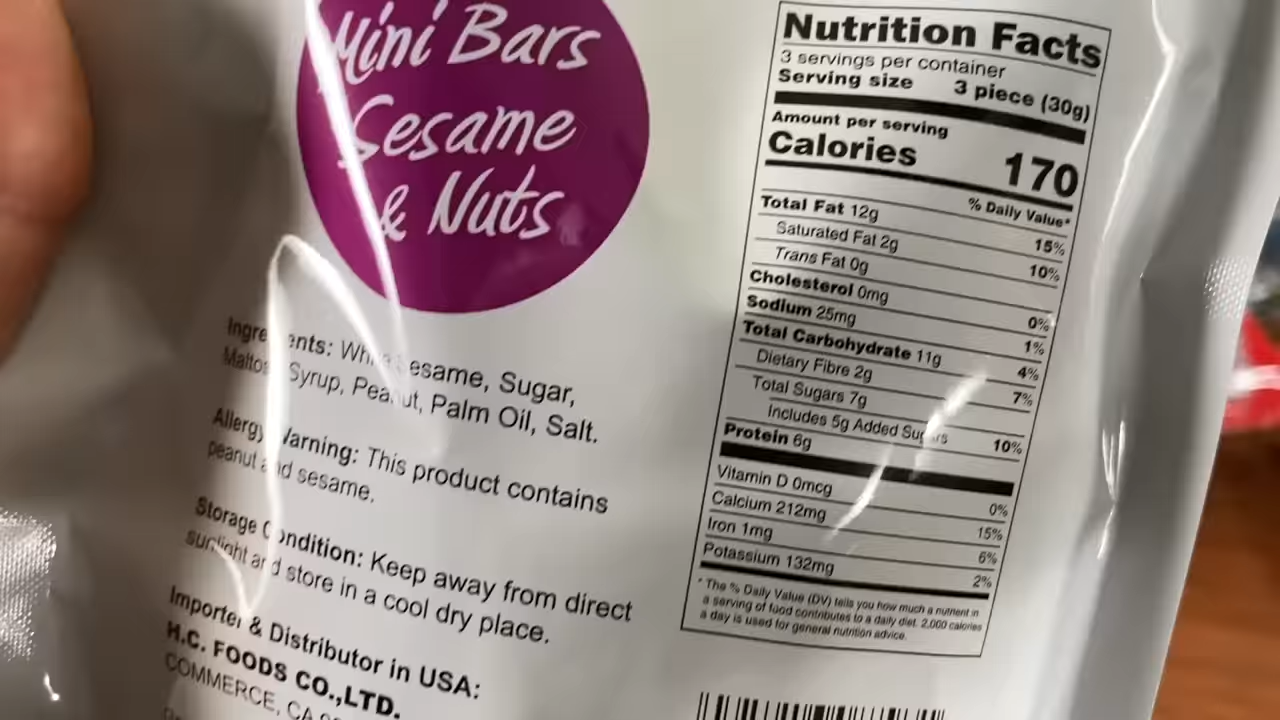 Mini Bars
Sesame
& Nuts
Ingredients: White Sesame, Sugar,
Maltose Syrup, Peanut, Palm Oil, Salt.
Allergy Warning: This product contains
peanut and sesame.
Storage Condition: Keep away from direct
sunlight and store in a cool dry place.
Importer & Distributor in USA:
H.C. FOODS CO.,LTD.
COMMERCE, CA
Nutrition Facts
3 servings per container
Serving size 3 piece (30g)
Amount per serving
Calories 170
% Daily Value*
Total Fat 12g 15%
Saturated Fat 2g 10%
Trans Fat 0g
Cholesterol 0mg 0%
Sodium 25mg 1%
Total Carbohydrate 11g 4%
Dietary Fibre 2g 7%
Total Sugars 7g
Includes 5g Added Sugars 10%
Protein 6g
Vitamin D 0mcg 0%
Calcium 212mg 15%
Iron 1mg 6%
Potassium 132mg 2%
* The % Daily Value (DV) tells you how much a nutrient in
a serving of food contributes to a daily diet. 2,000 calories
a day is used for general nutrition advice.